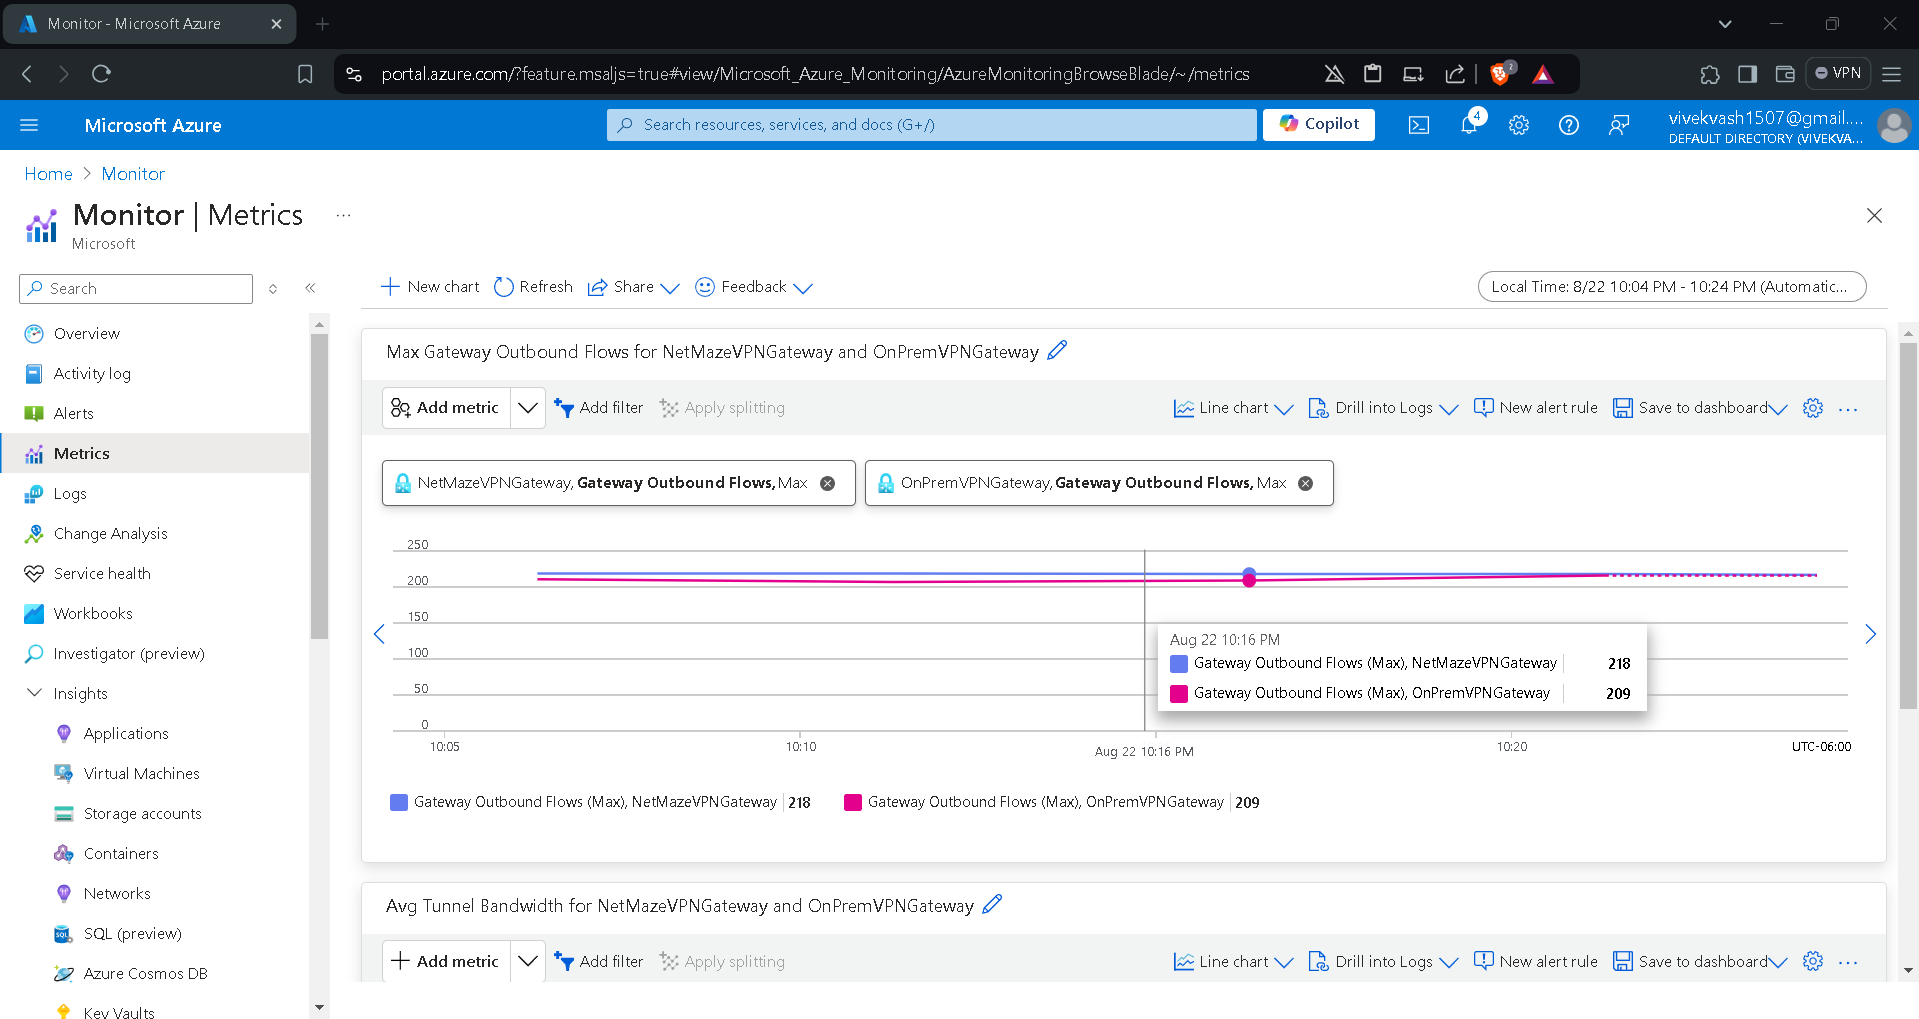 Monitor - Microsoft Azure
portal.azure.com/?feature.msaljs=true#view/Microsoft_Azure_Monitoring/AzureMonitoringBrowseBlade/~/metrics
2
VPN
Microsoft Azure
Search resources, services, and docs (G+/)
Copilot
4
vivekvash1507@gmail....
DEFAULT DIRECTORY (VIVEKVA...
Home > Monitor
Monitor | Metrics ...
Microsoft
Search
Overview
Activity log
Alerts
Metrics
Logs
Change Analysis
Service health
Workbooks
Investigator (preview)
Insights
Applications
Virtual Machines
Storage accounts
Containers
Networks
SQL (preview)
Azure Cosmos DB
Key Vaults
New chart Refresh Share Feedback
Local Time: 8/22 10:04 PM - 10:24 PM (Automatic...
Max Gateway Outbound Flows for NetMazeVPNGateway and OnPremVPNGateway
Add metric Add filter Apply splitting Line chart Drill into Logs New alert rule Save to dashboard ...
NetMazeVPNGateway, Gateway Outbound Flows, Max
OnPremVPNGateway, Gateway Outbound Flows, Max
250
200
150
100
50
0
Aug 22 10:16 PM
Gateway Outbound Flows (Max), NetMazeVPNGateway 218
Gateway Outbound Flows (Max), OnPremVPNGateway 209
10:05 10:10 Aug 22 10:16 PM 10:20 UTC-06:00
Gateway Outbound Flows (Max), NetMazeVPNGateway 218
Gateway Outbound Flows (Max), OnPremVPNGateway 209
Avg Tunnel Bandwidth for NetMazeVPNGateway and OnPremVPNGateway
Add metric Add filter Apply splitting Line chart Drill into Logs New alert rule Save to dashboard ...